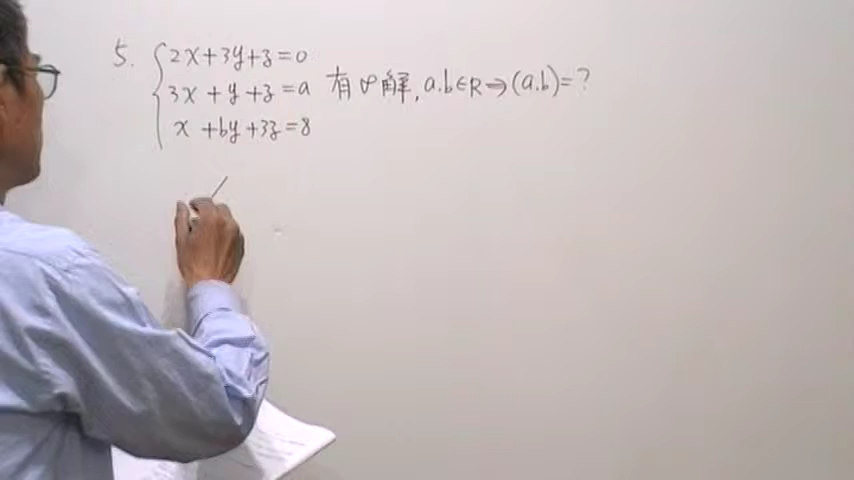 5. 2x+3y+z=0
3x+y+z=a 有∞解, a.b∈R⇒(a.b)=?
x+by+3z=8